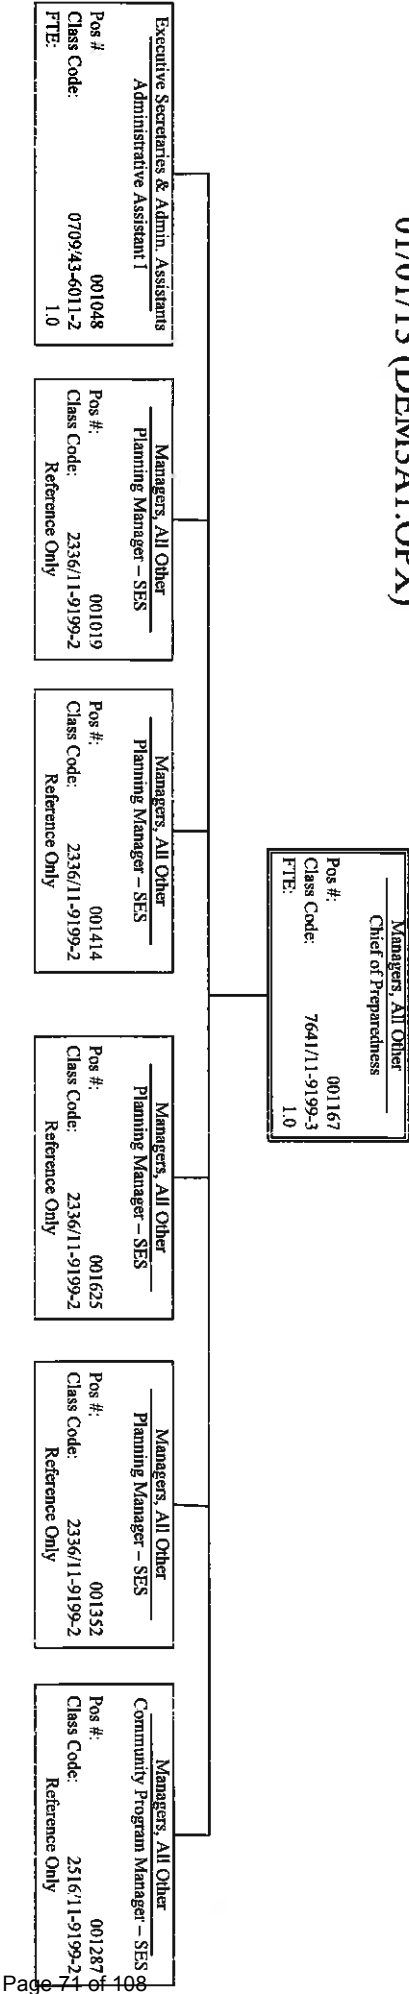 01/01/13 (DEM3A1.OPX)
Managers, All Other
Chief of Preparedness
Pos #: 001167
Class Code: 7641/11-9199-3
FTE: 1.0
Executive Secretaries & Admin. Assistants
Administrative Assistant I
Pos # 001048
Class Code: 0709/43-6011-2
FTE: 1.0
Managers, All Other
Planning Manager – SES
Pos #: 001019
Class Code: 2336/11-9199-2
Reference Only
Managers, All Other
Planning Manager – SES
Pos #: 001414
Class Code: 2336/11-9199-2
Reference Only
Managers, All Other
Planning Manager – SES
Pos #: 001625
Class Code: 2336/11-9199-2
Reference Only
Managers, All Other
Planning Manager – SES
Pos #: 001352
Class Code: 2336/11-9199-2
Reference Only
Managers, All Other
Community Program Manager – SES
Pos #: 001287
Class Code: 2516/11-9199-2
Reference Only
Page 71 of 108